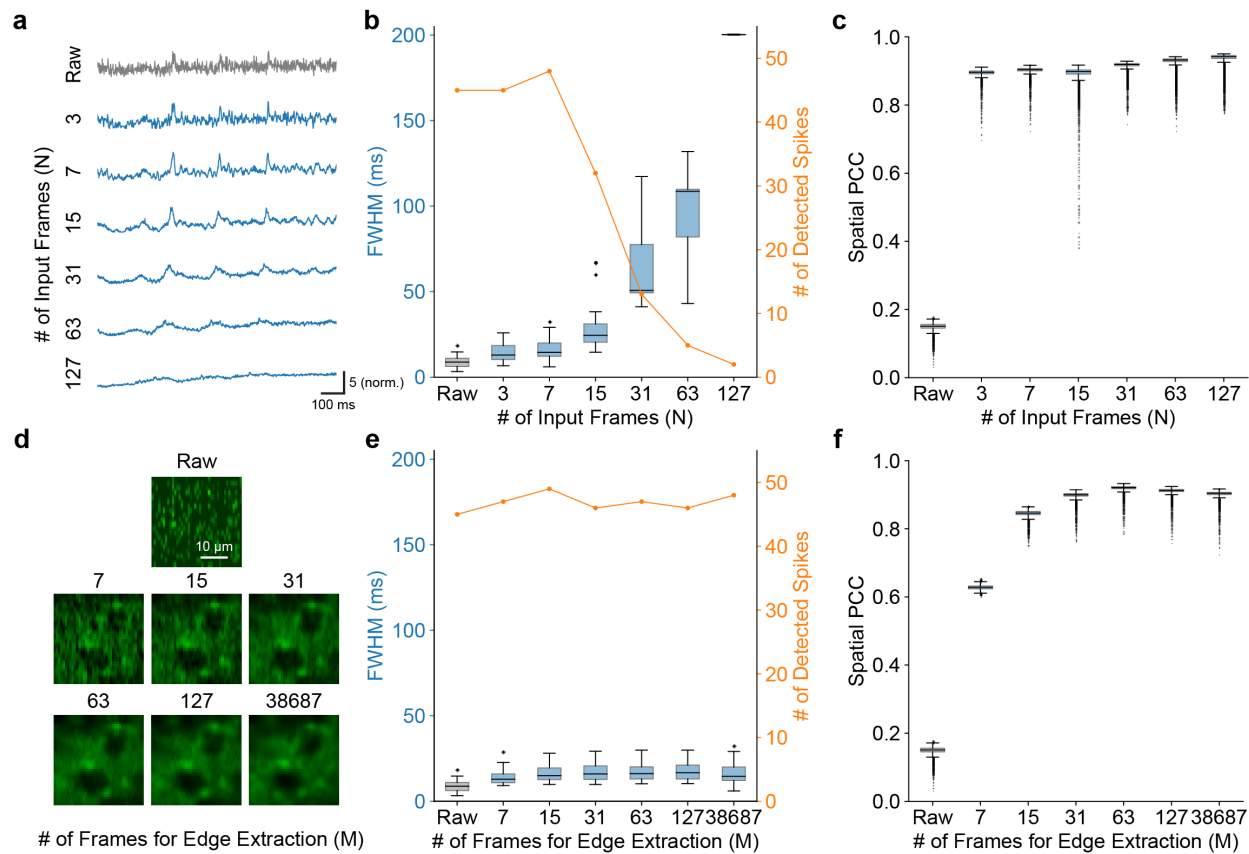 a
Raw
3
7
15
31
63
127
# of Input Frames (N)
5 (norm.)
100 ms
b
200
150
100
50
0
FWHM (ms)
50
40
30
20
10
0
# of Detected Spikes
Raw 3 7 15 31 63 127
# of Input Frames (N)
c
1.0
0.8
0.6
0.4
0.2
0.0
Spatial PCC
Raw 3 7 15 31 63 127
# of Input Frames (N)
d
Raw
10 µm
7 15 31
63 127 38687
# of Frames for Edge Extraction (M)
e
200
150
100
50
0
FWHM (ms)
50
40
30
20
10
0
# of Detected Spikes
Raw 7 15 31 63 127 38687
# of Frames for Edge Extraction (M)
f
1.0
0.8
0.6
0.4
0.2
0.0
Spatial PCC
Raw 7 15 31 63 127 38687
# of Frames for Edge Extraction (M)